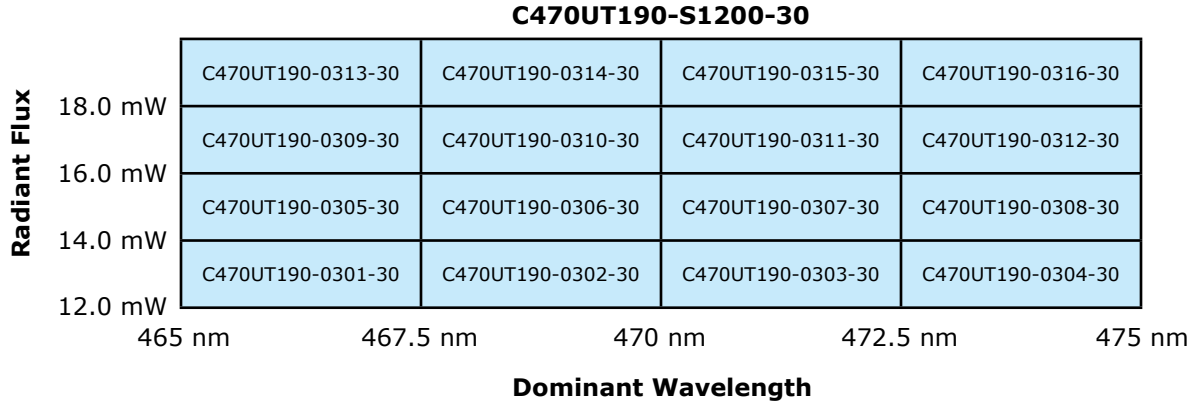 C470UT190-S1200-30
C470UT190-0313-30 C470UT190-0314-30 C470UT190-0315-30 C470UT190-0316-30
18.0 mW
C470UT190-0309-30 C470UT190-0310-30 C470UT190-0311-30 C470UT190-0312-30
16.0 mW
C470UT190-0305-30 C470UT190-0306-30 C470UT190-0307-30 C470UT190-0308-30
14.0 mW
C470UT190-0301-30 C470UT190-0302-30 C470UT190-0303-30 C470UT190-0304-30
12.0 mW
Radiant Flux
465 nm 467.5 nm 470 nm 472.5 nm 475 nm
Dominant Wavelength